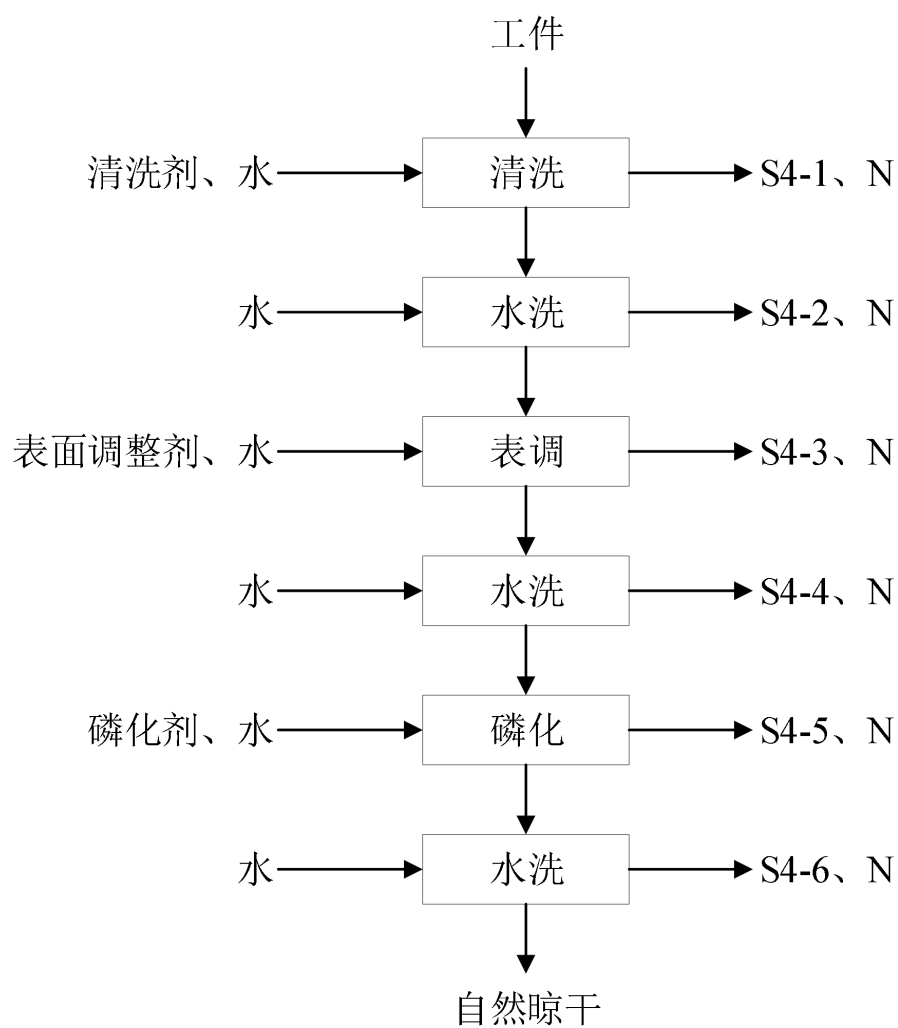 工件
清洗剂、水 清洗 S4-1、N
水 水洗 S4-2、N
表面调整剂、水 表调 S4-3、N
水 水洗 S4-4、N
磷化剂、水 磷化 S4-5、N
水 水洗 S4-6、N
自然晾干